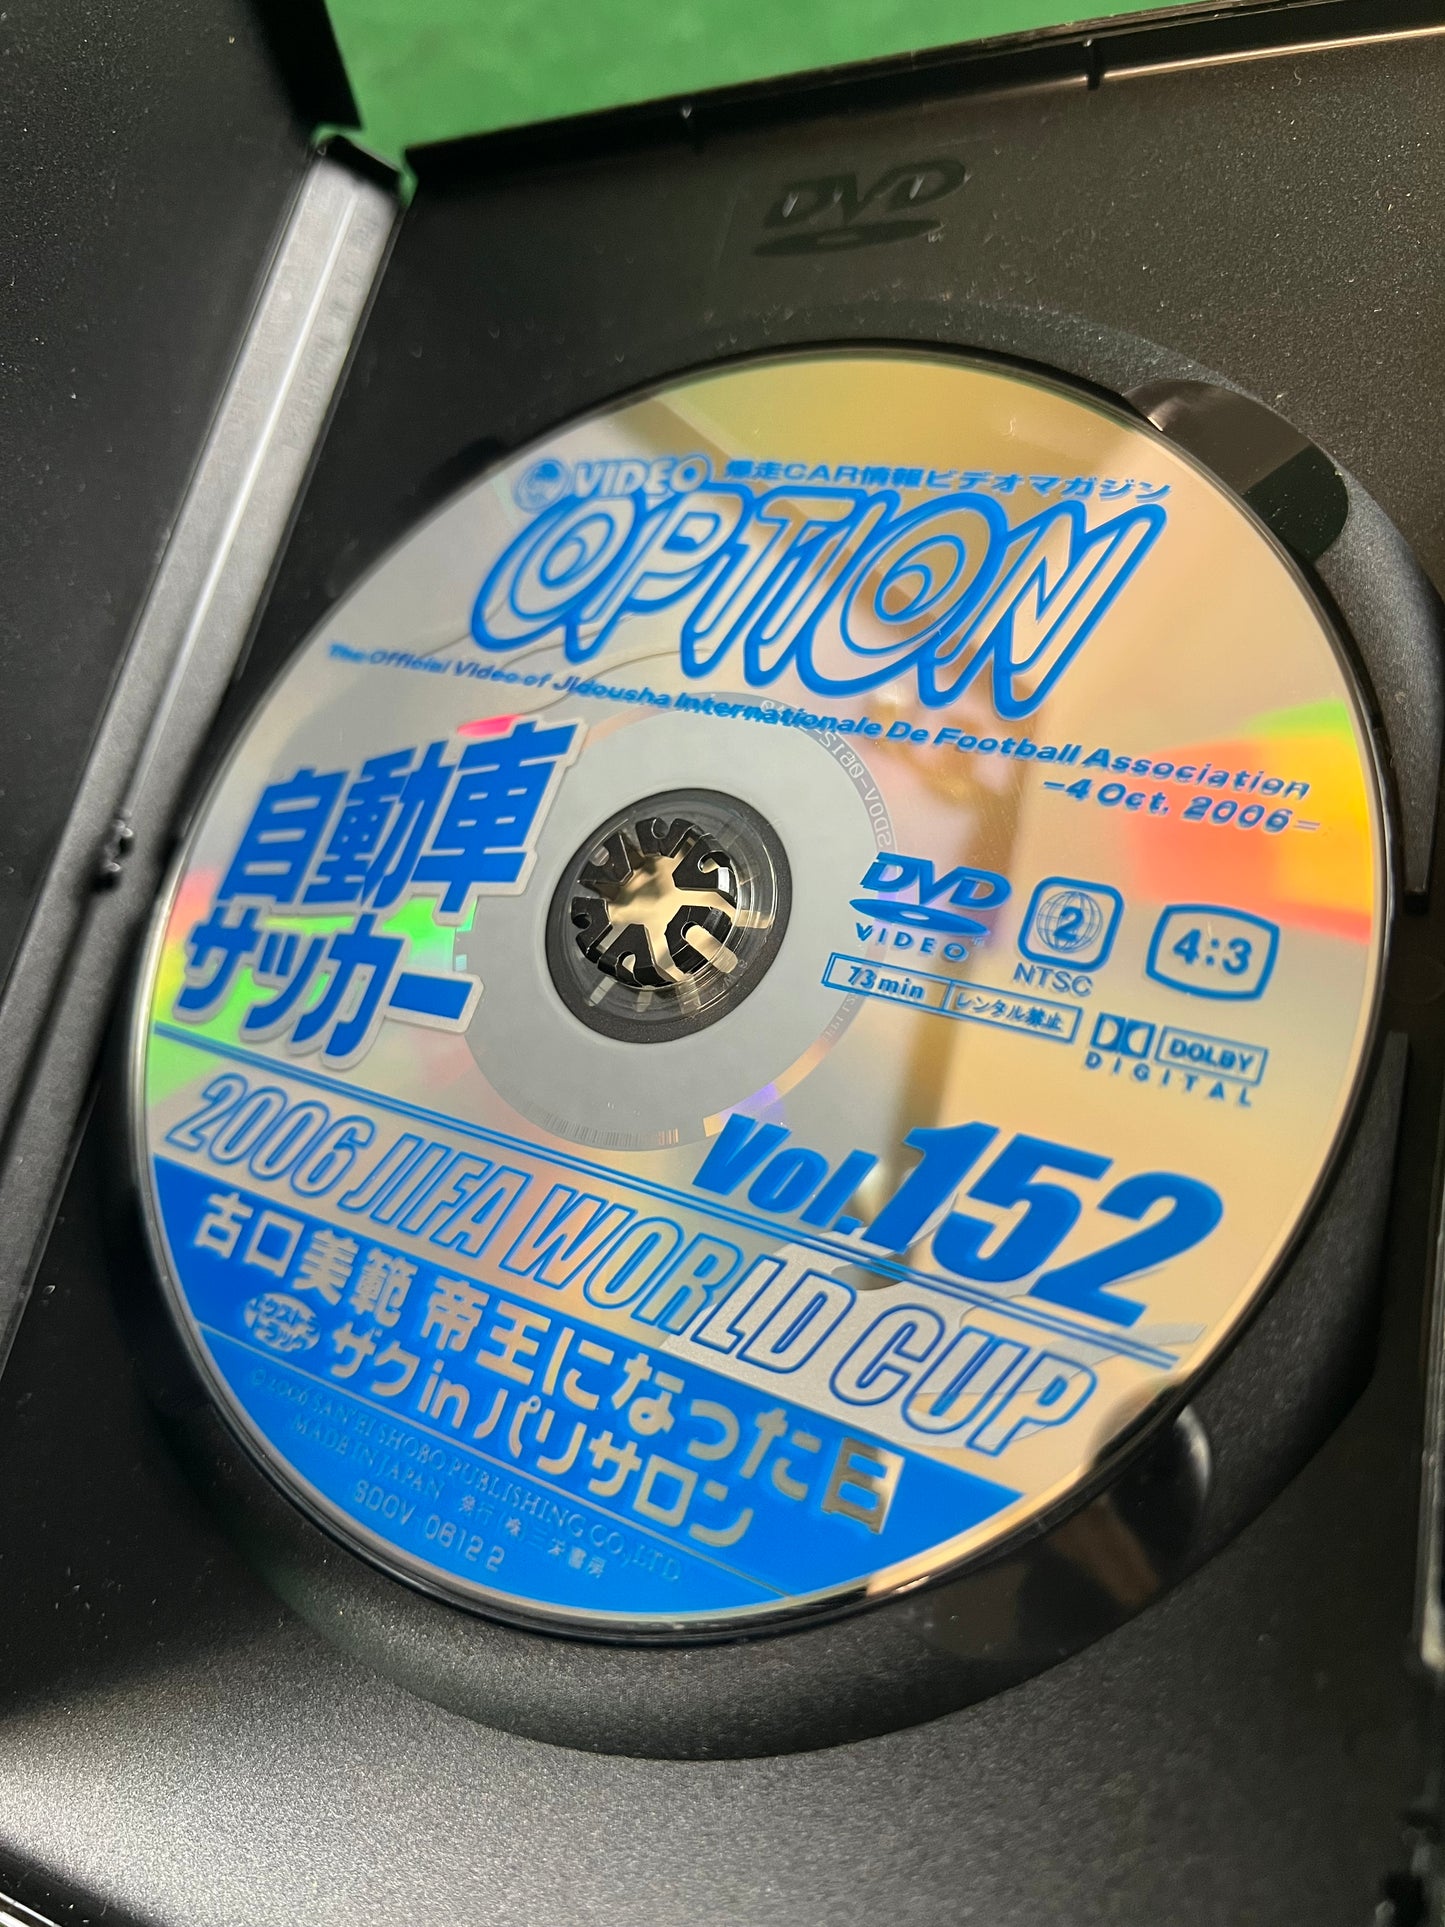 DVD
VIDEO 爆走CAR情報ビデオマガジン
OPTION
The Official Video of Jidousha Internationale De Football Association
-4 Oct. 2006-
自動車
サッカー
DVD
VIDEO
2
NTSC
4:3
73min レンタル禁止
DOLBY
DIGITAL
Vol.152
2006 JIFA WORLD CUP
古口美範 帝王になった日
ザク in パリサロン
© 2006 SAN-EI SHOBO PUBLISHING CO., LTD
MADE IN JAPAN 発行 (株) 三栄書房
SDOV 06122